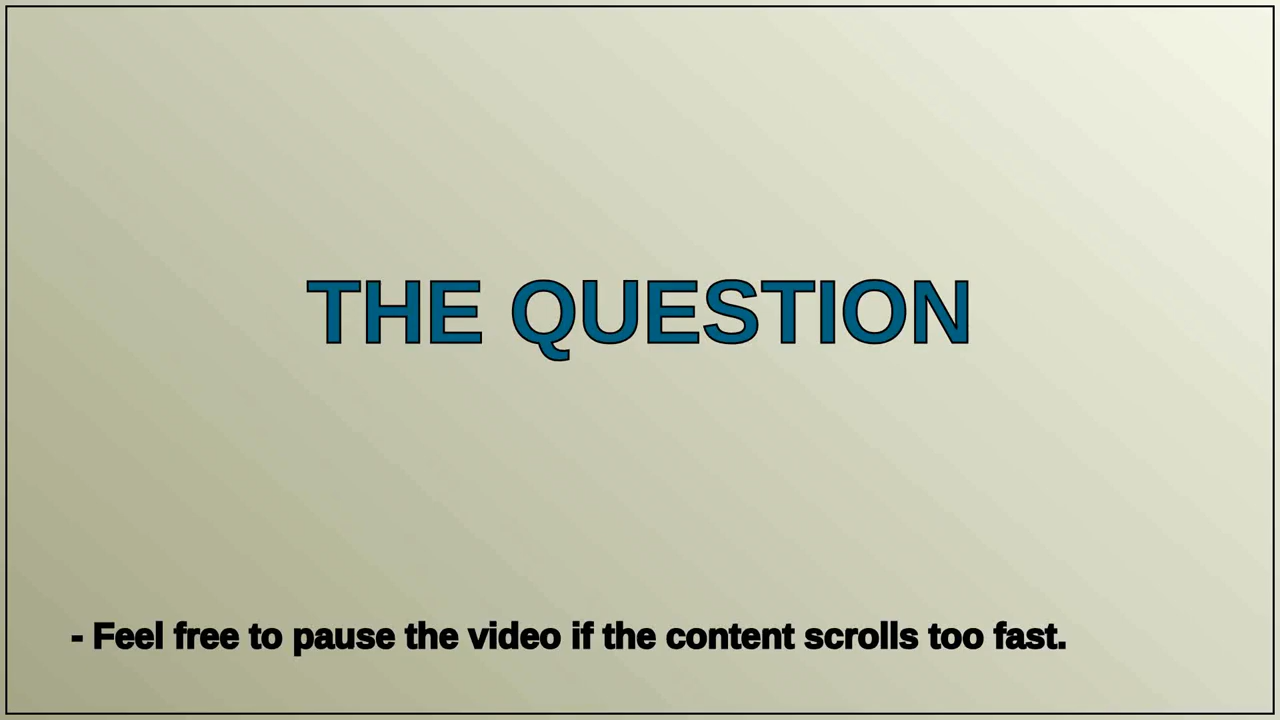 THE QUESTION
- Feel free to pause the video if the content scrolls too fast.